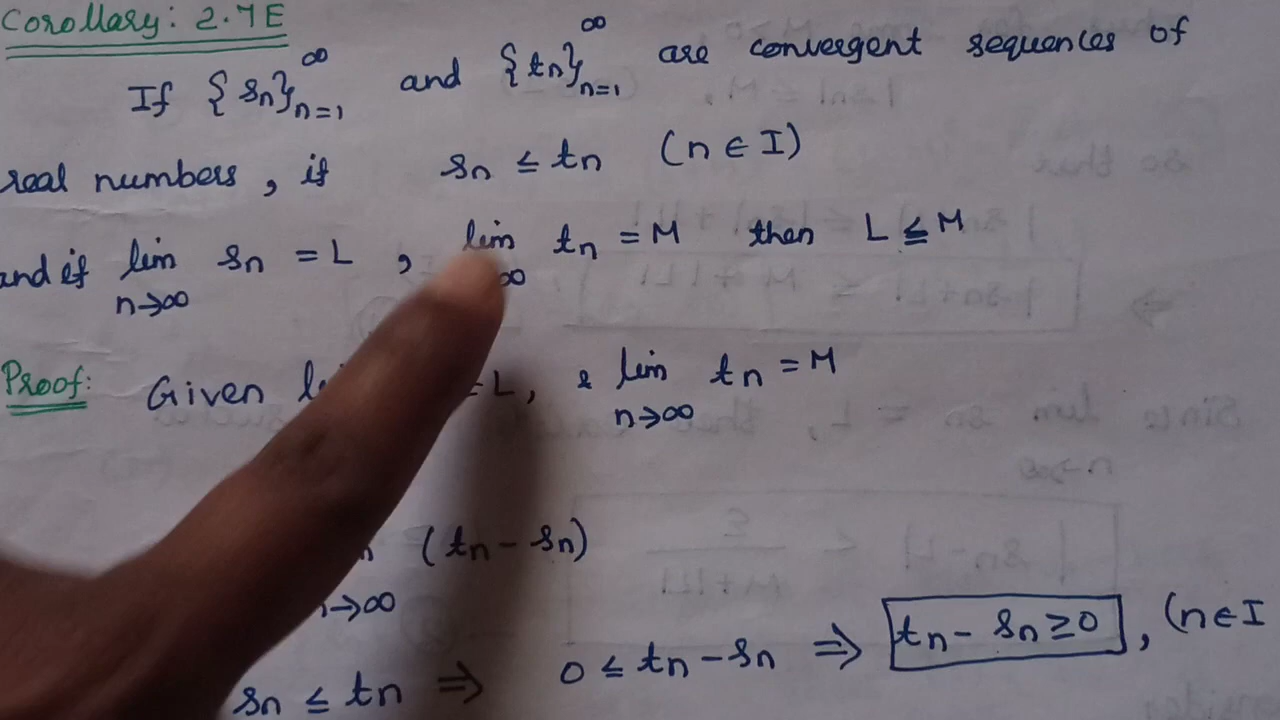 Corollary: 2.7E
If {sn}∞n=1 and {tn}∞n=1 are convergent sequences of
real numbers, if sn ≤ tn (n ∈ I)
and if lim n→∞ sn = L, lim ∞ tn = M then L ≤ M
Proof: Given = L, & lim n→∞ tn = M
n→∞ (tn - sn)
sn ≤ tn ⇒ 0 ≤ tn - sn ⇒ tn - sn ≥ 0, (n ∈ I